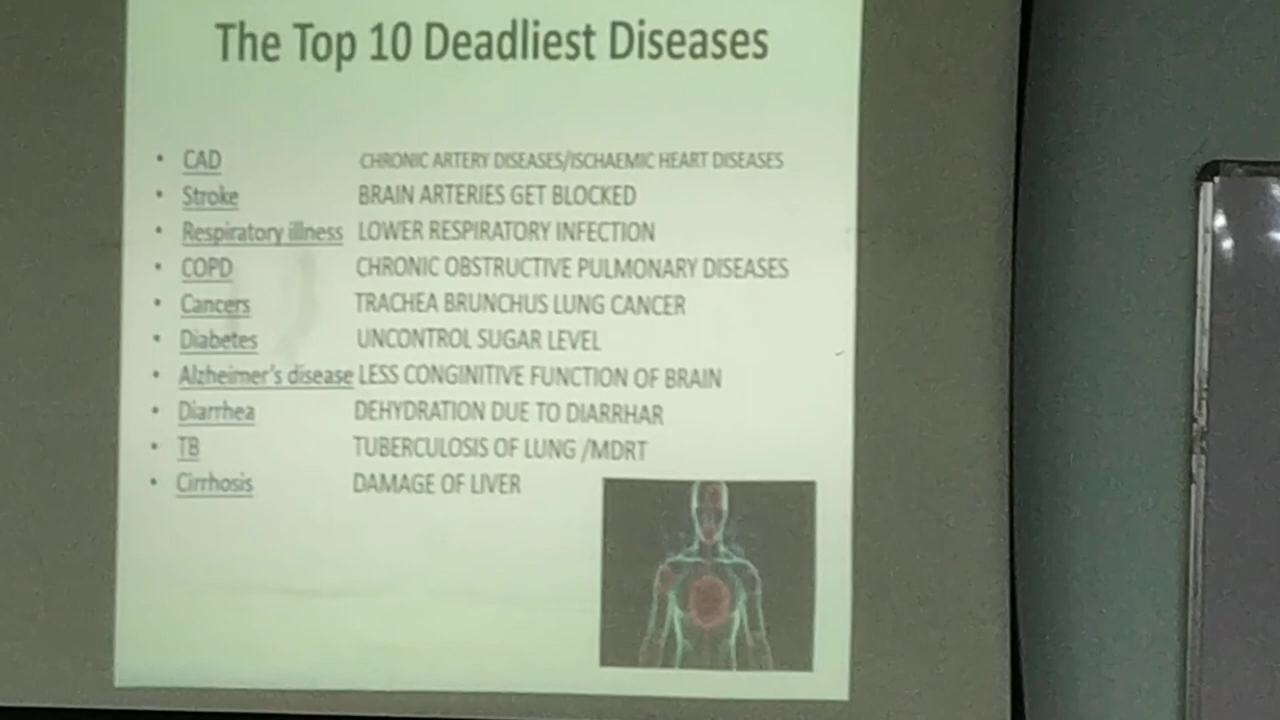 The Top 10 Deadliest Diseases
• CAD CHRONIC ARTERY DISEASES/ISCHAEMIC HEART DISEASES
• Stroke BRAIN ARTERIES GET BLOCKED
• Respiratory illness LOWER RESPIRATORY INFECTION
• COPD CHRONIC OBSTRUCTIVE PULMONARY DISEASES
• Cancers TRACHEA BRUNCHUS LUNG CANCER
• Diabetes UNCONTROL SUGAR LEVEL
• Alzheimer's disease LESS CONGINITIVE FUNCTION OF BRAIN
• Diarrhea DEHYDRATION DUE TO DIARRHAR
• TB TUBERCULOSIS OF LUNG /MDRT
• Cirrhosis DAMAGE OF LIVER